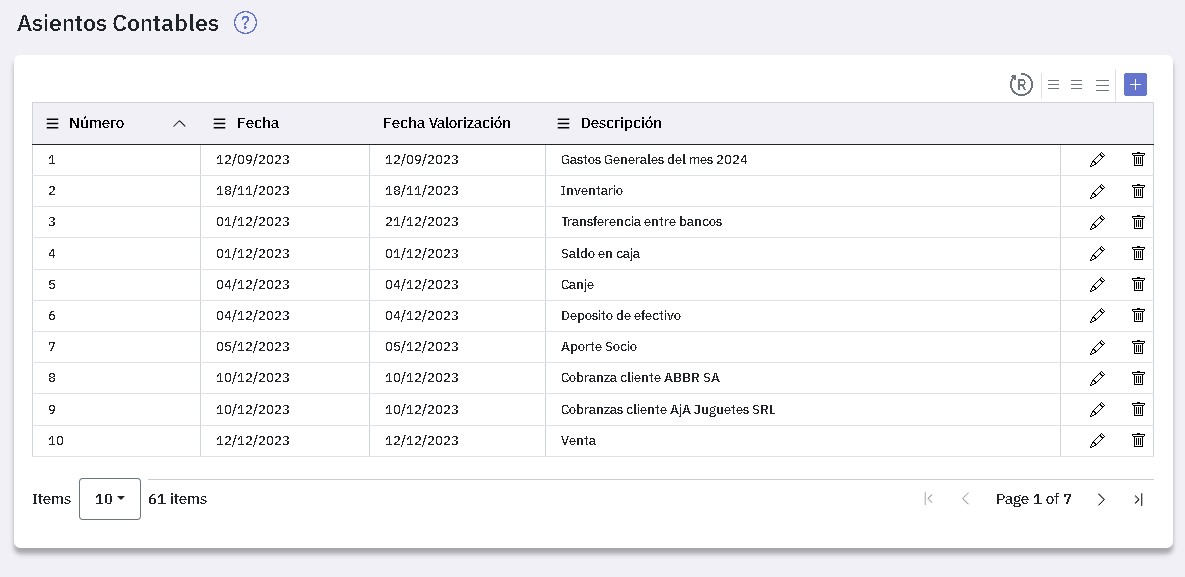 Asientos Contables ?
R
Número Fecha Fecha Valorización Descripción
1 12/09/2023 12/09/2023 Gastos Generales del mes 2024
2 18/11/2023 18/11/2023 Inventario
3 01/12/2023 21/12/2023 Transferencia entre bancos
4 01/12/2023 01/12/2023 Saldo en caja
5 04/12/2023 04/12/2023 Canje
6 04/12/2023 04/12/2023 Deposito de efectivo
7 05/12/2023 05/12/2023 Aporte Socio
8 10/12/2023 10/12/2023 Cobranza cliente ABBR SA
9 10/12/2023 10/12/2023 Cobranzas cliente AjA Juguetes SRL
10 12/12/2023 12/12/2023 Venta
Items 10 61 items Page 1 of 7